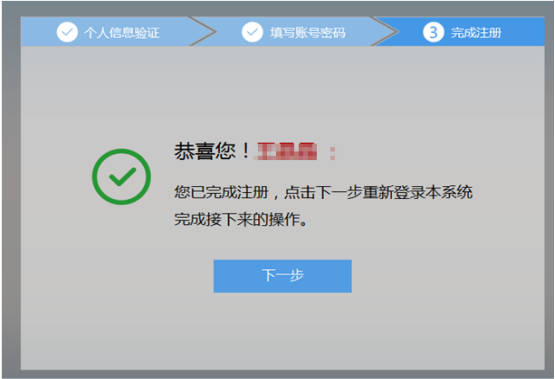 个人信息验证
填写账号密码
3 完成注册
恭喜您！
您已完成注册，点击下一步重新登录本系统
完成接下来的操作。
下一步